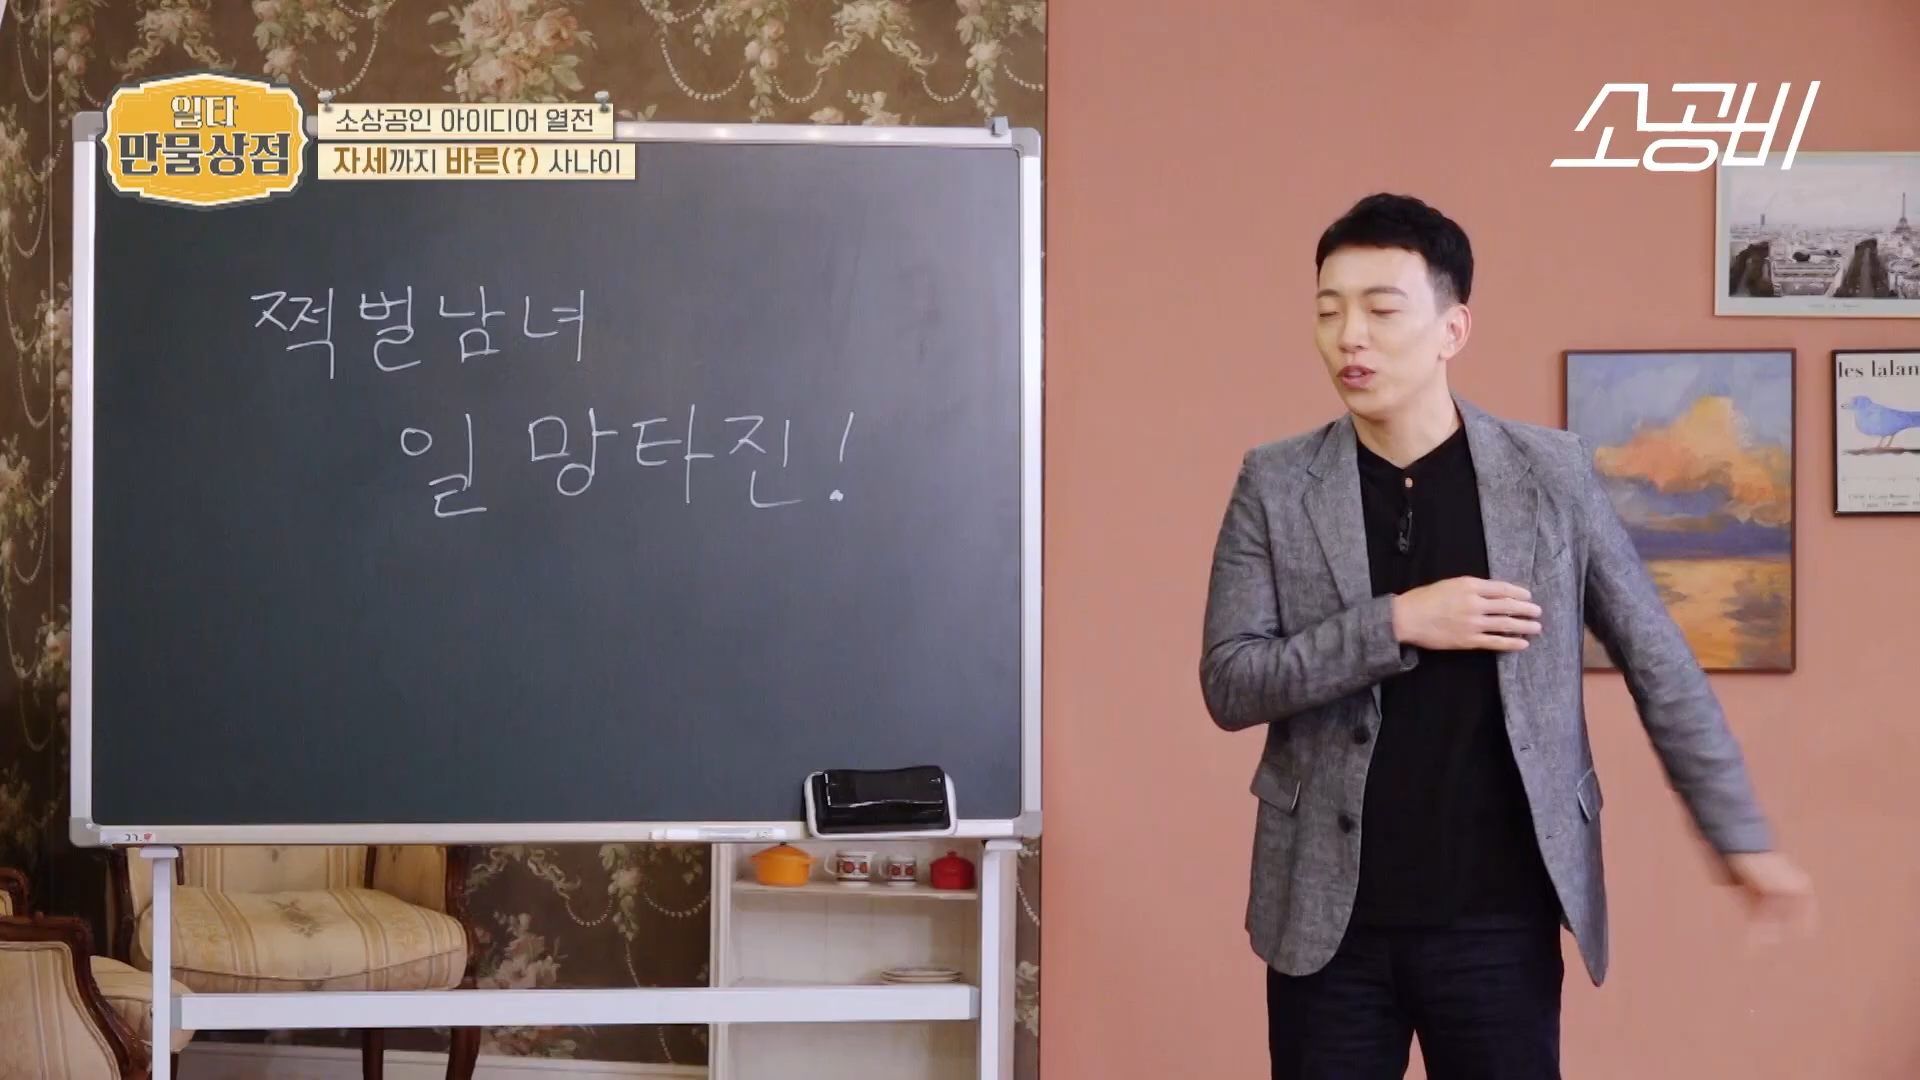 일타
만물상점
소상공인 아이디어 열전
자세까지 바른(?) 사나이
소공비
쩍벌남녀
일망타진!
les lalan